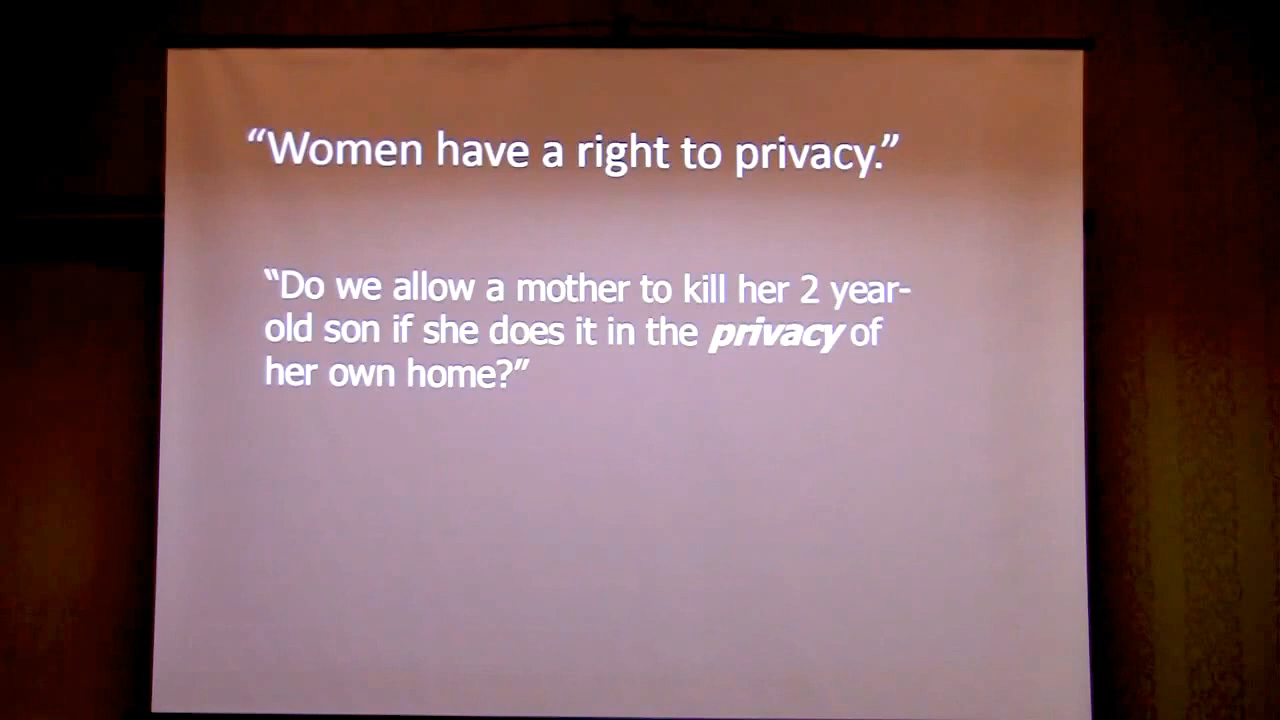 “Women have a right to privacy.”
“Do we allow a mother to kill her 2 year-
old son if she does it in the privacy of
her own home?”